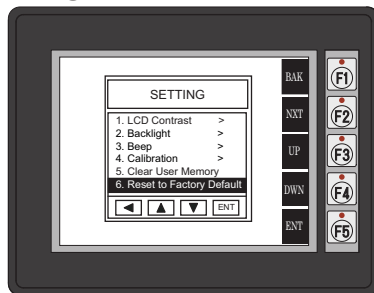 SETTING
1. LCD Contrast >
2. Backlight >
3. Beep >
4. Calibration >
5. Clear User Memory
6. Reset to Factory Default
ENT
BAK
NXT
UP
DWN
ENT
F1
F2
F3
F4
F5